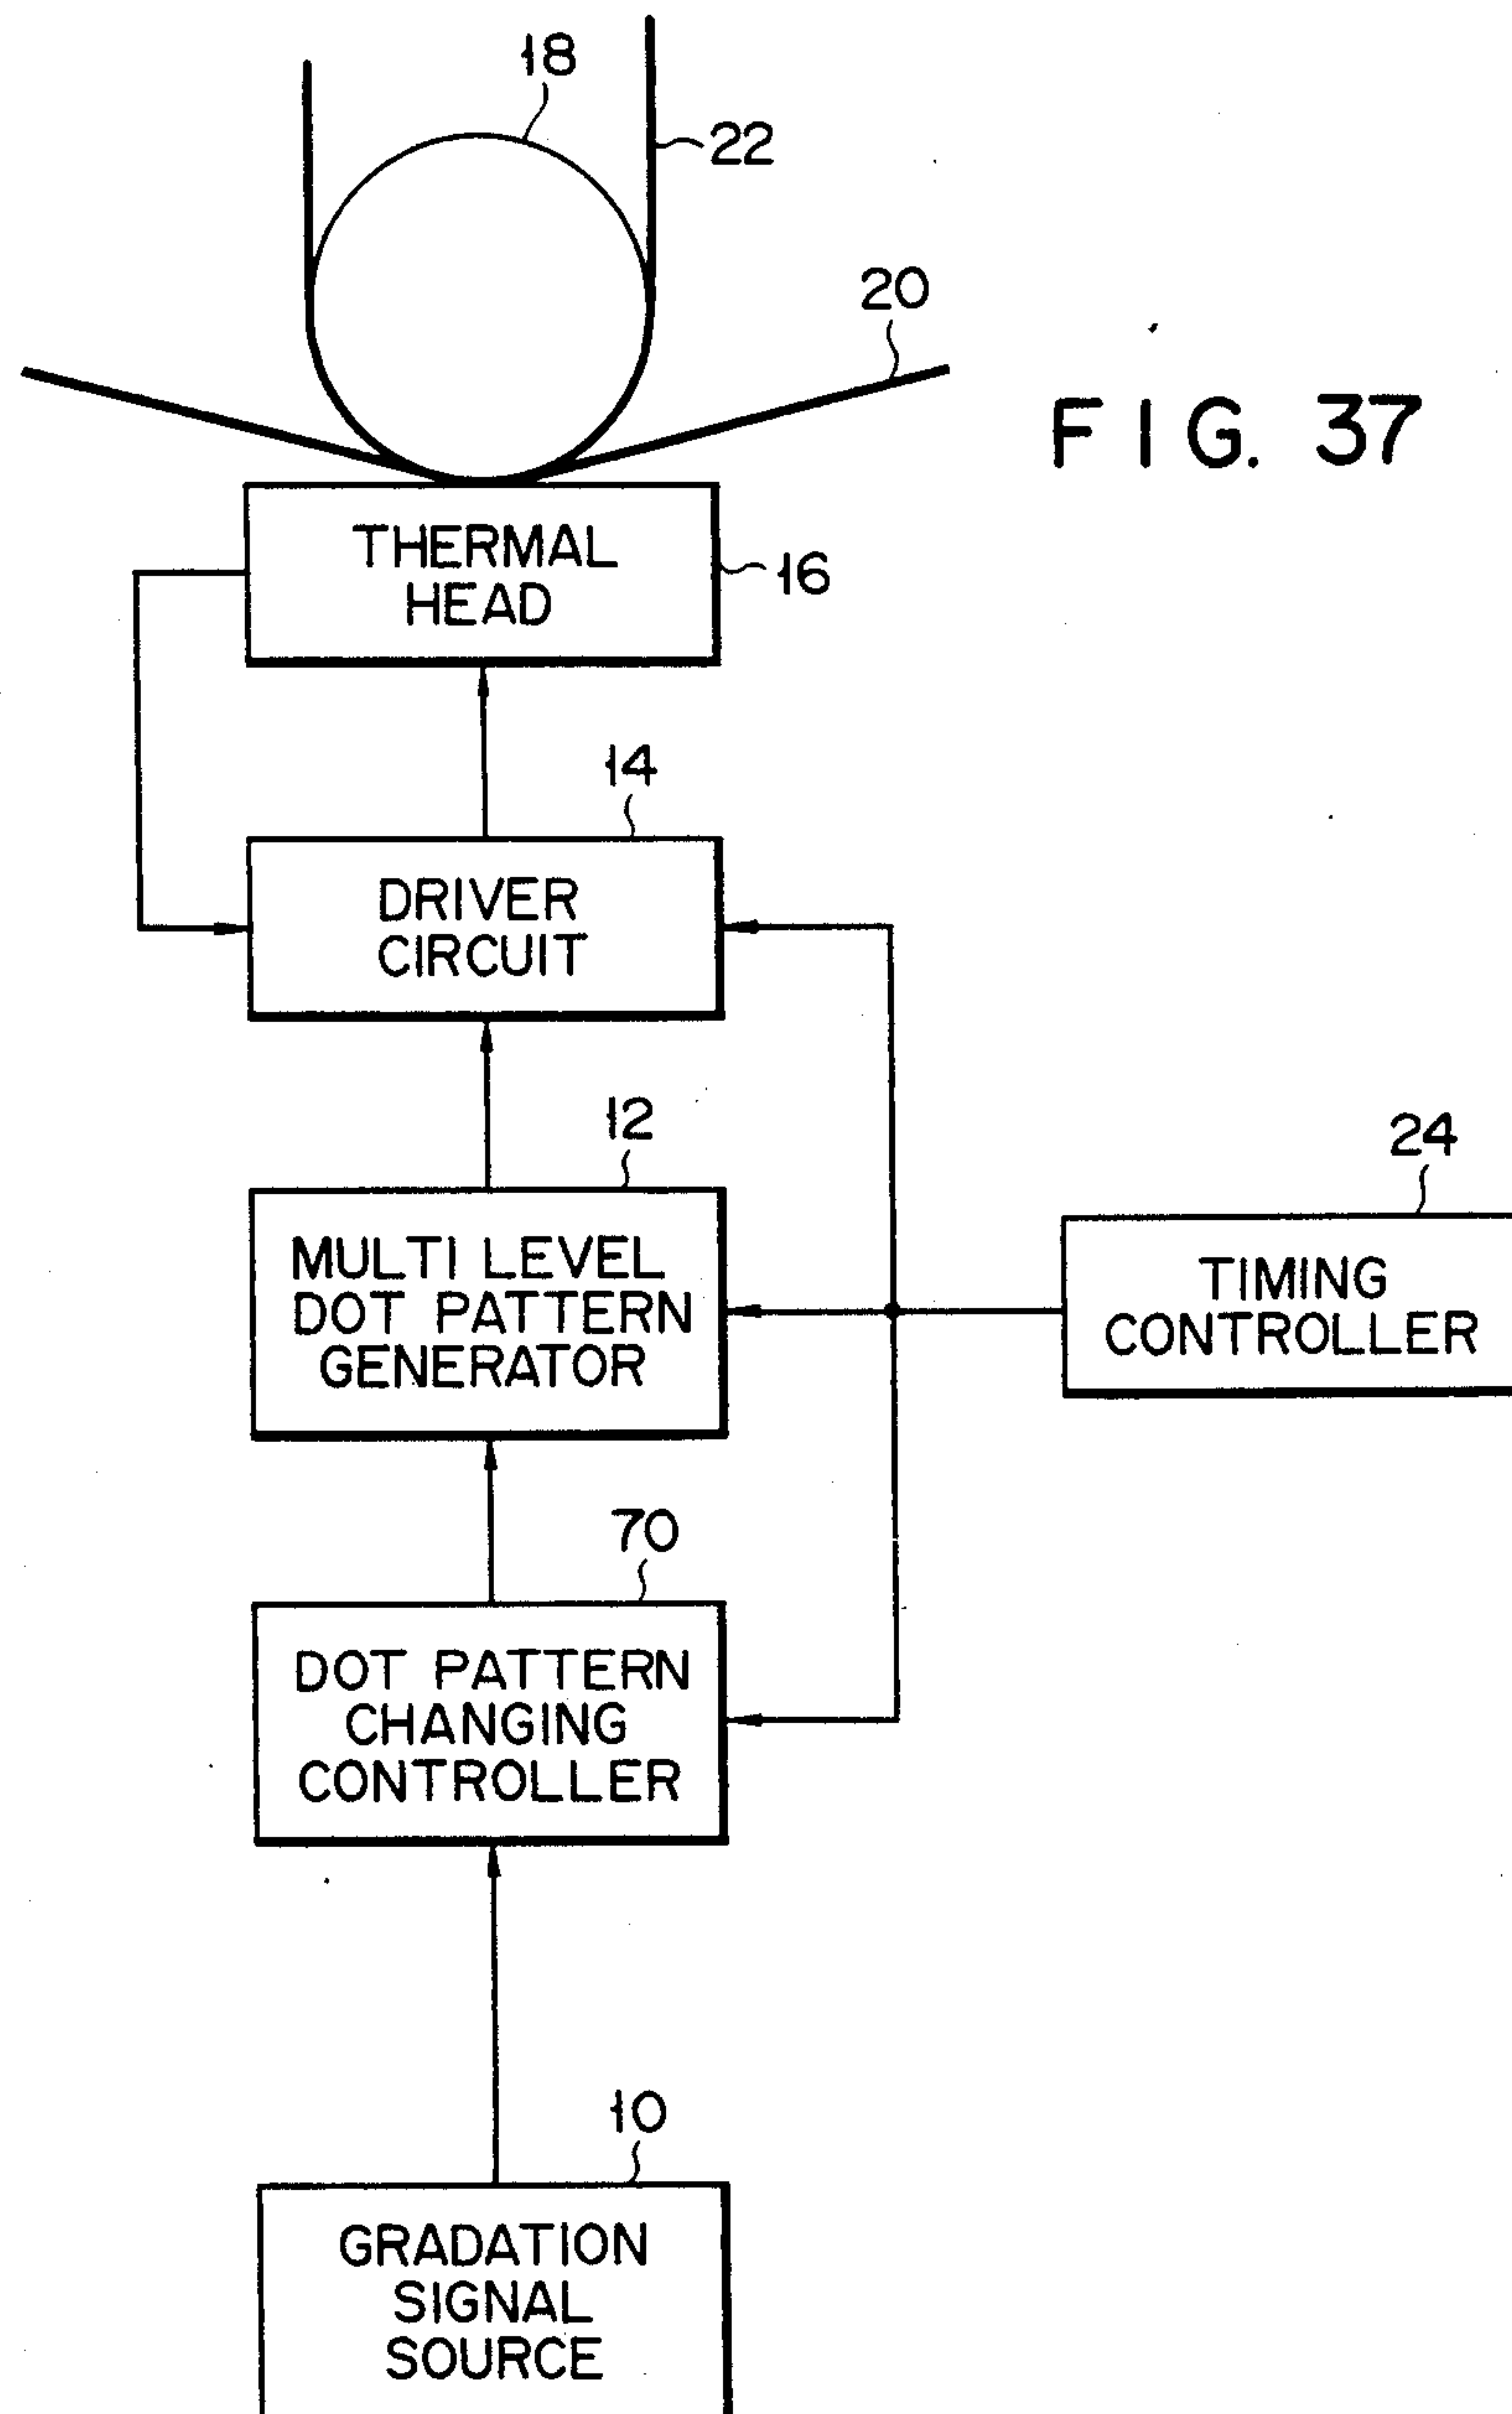 18
22
20
FIG. 37
THERMAL
HEAD
16
14
DRIVER
CIRCUIT
12
MULTI LEVEL
DOT PATTERN
GENERATOR
24
TIMING
CONTROLLER
70
DOT PATTERN
CHANGING
CONTROLLER
10
GRADATION
SIGNAL
SOURCE